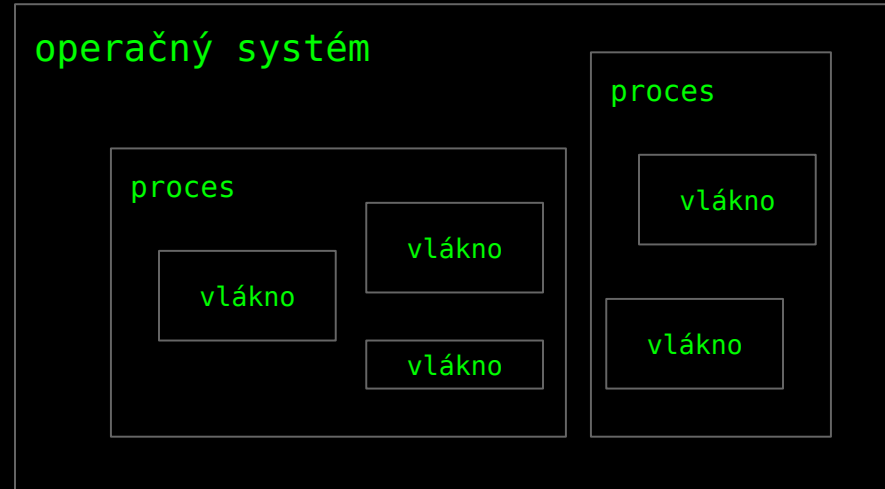 operačný systém
proces
vlákno
vlákno
vlákno
proces
vlákno
vlákno